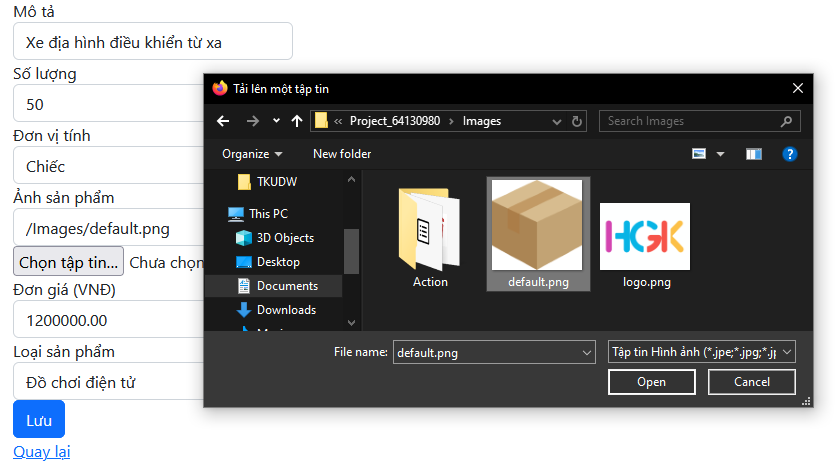 Mô tả
Xe địa hình điều khiển từ xa
Số lượng
50
Đơn vị tính
Chiếc
Ảnh sản phẩm
/Images/default.png
Chọn tập tin... Chưa chọn
Đơn giá (VNĐ)
1200000.00
Loại sản phẩm
Đồ chơi điện tử
Lưu
Quay lại
Tải lên một tập tin
« Project_64130980 > Images
Search Images
Organize
New folder
TKUDW
This PC
3D Objects
Desktop
Documents
Downloads
Action
default.png
HGK
logo.png
File name: default.png
Tập tin Hình ảnh (*.jpe;*.jpg;*.jp
Open
Cancel